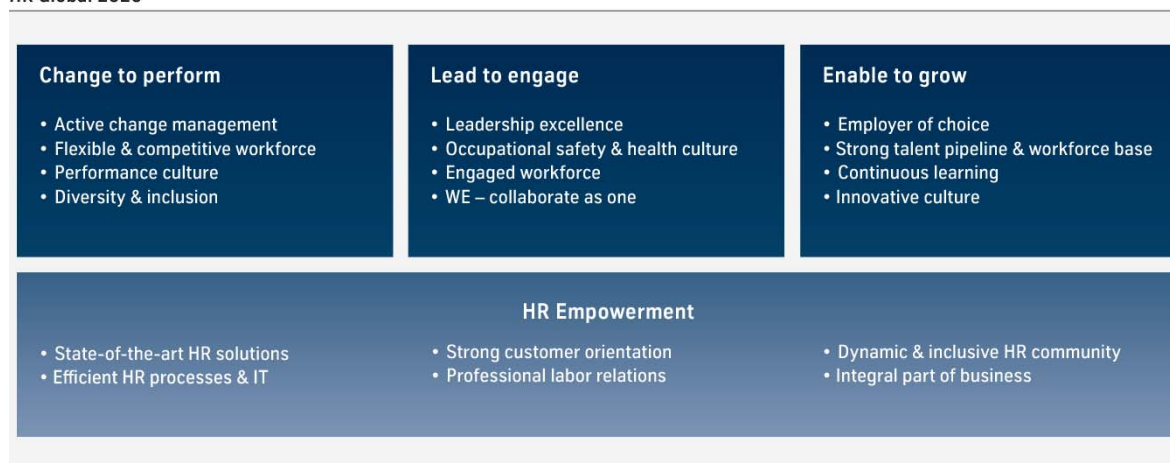 Change to perform
• Active change management
• Flexible & competitive workforce
• Performance culture
• Diversity & inclusion
Lead to engage
• Leadership excellence
• Occupational safety & health culture
• Engaged workforce
• WE – collaborate as one
Enable to grow
• Employer of choice
• Strong talent pipeline & workforce base
• Continuous learning
• Innovative culture
HR Empowerment
• State-of-the-art HR solutions
• Efficient HR processes & IT
• Strong customer orientation
• Professional labor relations
• Dynamic & inclusive HR community
• Integral part of business